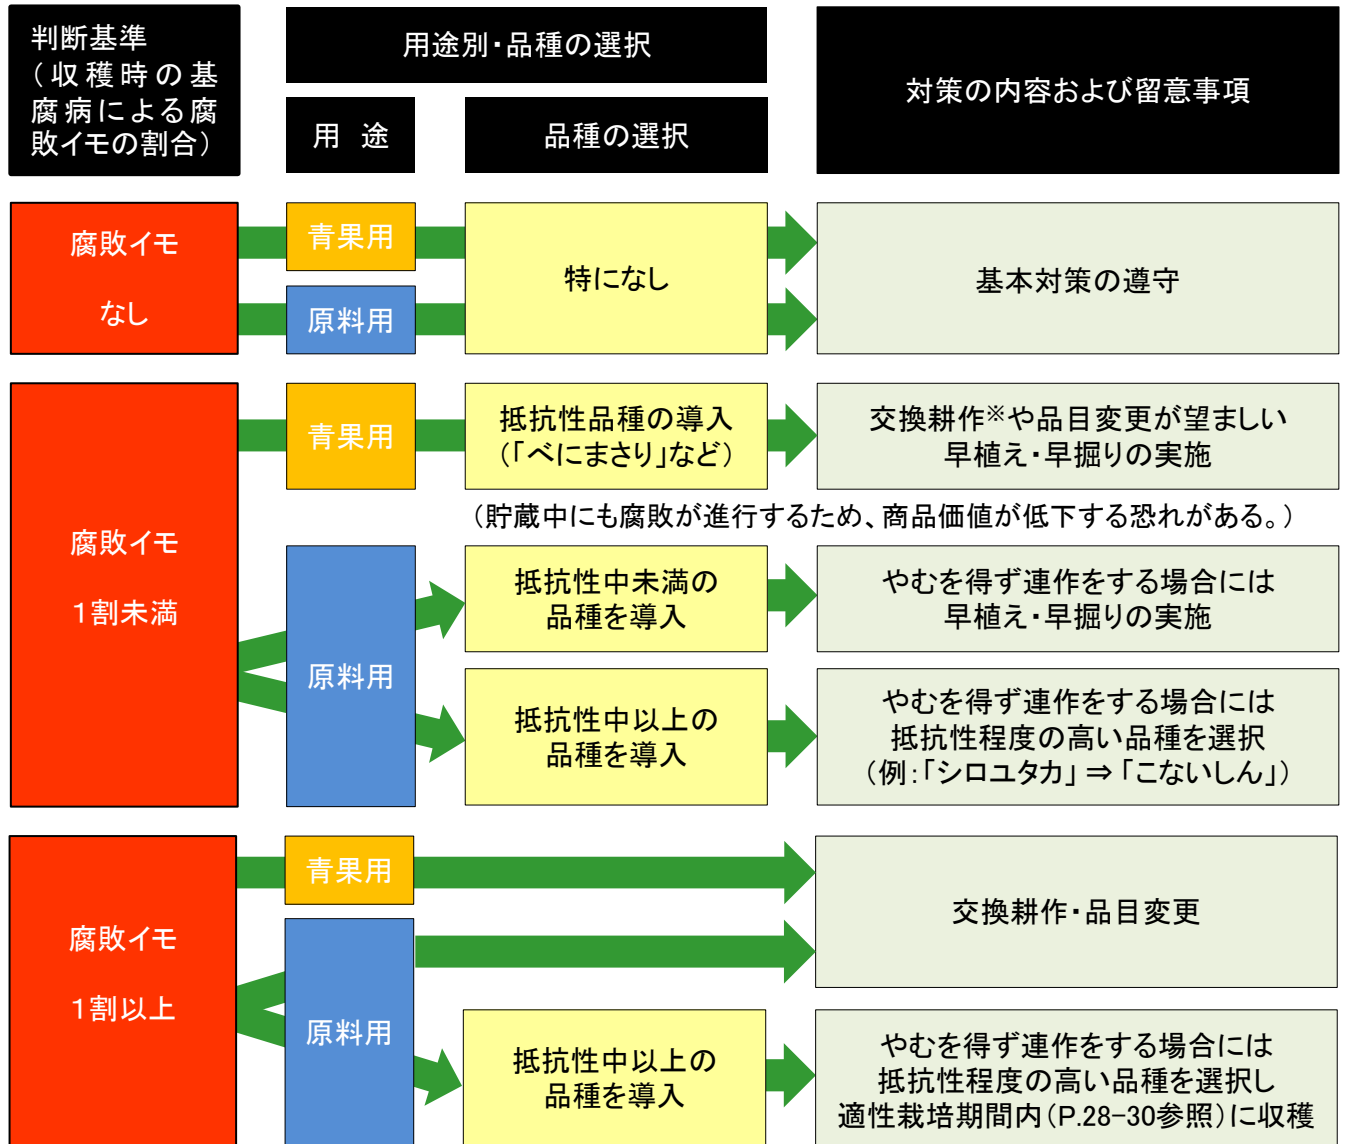 判断基準
（収穫時の基
腐病による腐
敗イモの割合）
用途別・品種の選択
用　途
品種の選択
対策の内容および留意事項
腐敗イモ
なし
青果用
原料用
特になし
基本対策の遵守
腐敗イモ
１割未満
青果用
抵抗性品種の導入
（「べにまさり」など）
交換耕作※や品目変更が望ましい
早植え・早掘りの実施
（貯蔵中にも腐敗が進行するため、商品価値が低下する恐れがある。）
原料用
抵抗性中未満の
品種を導入
やむを得ず連作をする場合には
早植え・早掘りの実施
抵抗性中以上の
品種を導入
やむを得ず連作をする場合には
抵抗性程度の高い品種を選択
（例：「シロユタカ」⇒「こないしん」）
腐敗イモ
１割以上
青果用
原料用
交換耕作・品目変更
抵抗性中以上の
品種を導入
やむを得ず連作をする場合には
抵抗性程度の高い品種を選択し
適性栽培期間内（P.28-30参照）に収穫